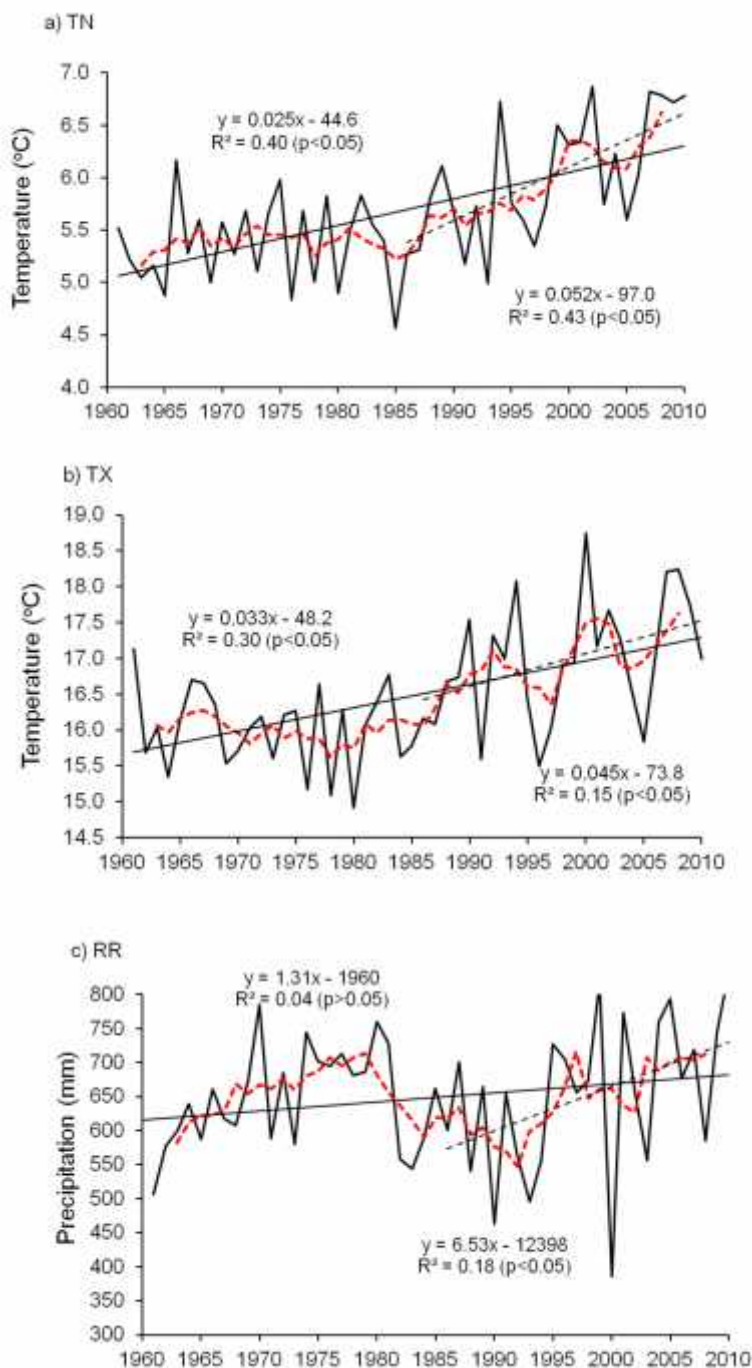 a) TN
7.0
y = 0.025x - 44.6
R² = 0.40 (p<0.05)
6.5
6.0
Temperature (ºC)
5.5
5.0
y = 0.052x - 97.0
R² = 0.43 (p<0.05)
4.5
4.0
1960 1965 1970 1975 1980 1985 1990 1995 2000 2005 2010
b) TX
19.0
18.5
18.0
17.5
y = 0.033x - 48.2
R² = 0.30 (p<0.05)
17.0
Temperature (ºC)
16.5
16.0
15.5
y = 0.045x - 73.8
R² = 0.15 (p<0.05)
15.0
14.5
1960 1965 1970 1975 1980 1985 1990 1995 2000 2005 2010
c) RR
y = 1.31x - 1960
R² = 0.04 (p>0.05)
800
750
700
650
Precipitation (mm)
600
550
500
450
y = 6.53x - 12398
R² = 0.18 (p<0.05)
400
350
300
1960 1965 1970 1975 1980 1985 1990 1995 2000 2005 2010